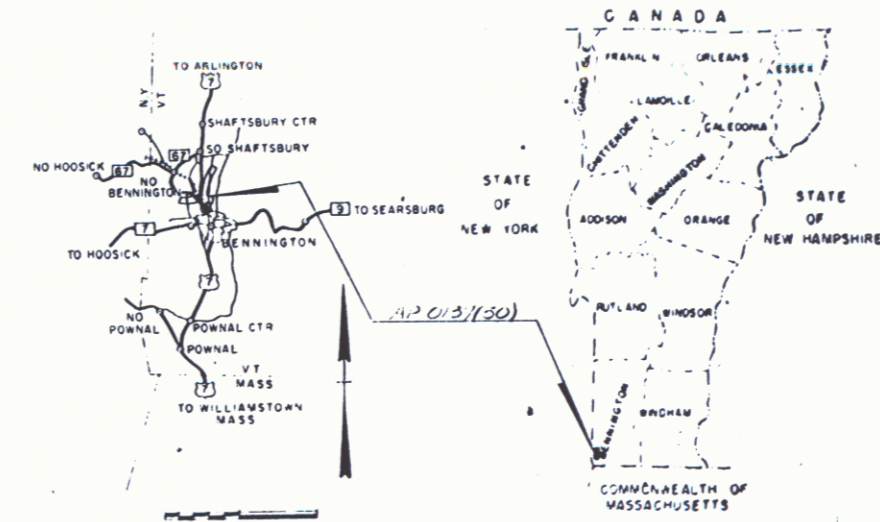 CANADA
TO ARLINGTON
7
NY
VT
SHAFTSBURY CTR
67
SO SHAFTSBURY
NO HOOSICK
67
NO
BENNINGTON
9
TO SEARSBURG
7
BENNINGTON
TO HOOSICK
7
NO
POWNAL
POWNAL CTR
POWNAL
VT
MASS
7
TO WILLIAMSTOWN
MASS
GRAND ISLE
FRANKLIN
ORLEANS
ESSEX
LAMOILLE
CHITTENDEN
CALEDONIA
WASHINGTON
STATE
OF
NEW YORK
ADDISON
ORANGE
STATE
OF
NEW HAMPSHIRE
RUTLAND
WINDSOR
BENNINGTON
WINDHAM
COMMONWEALTH OF
MASSACHUSETTS